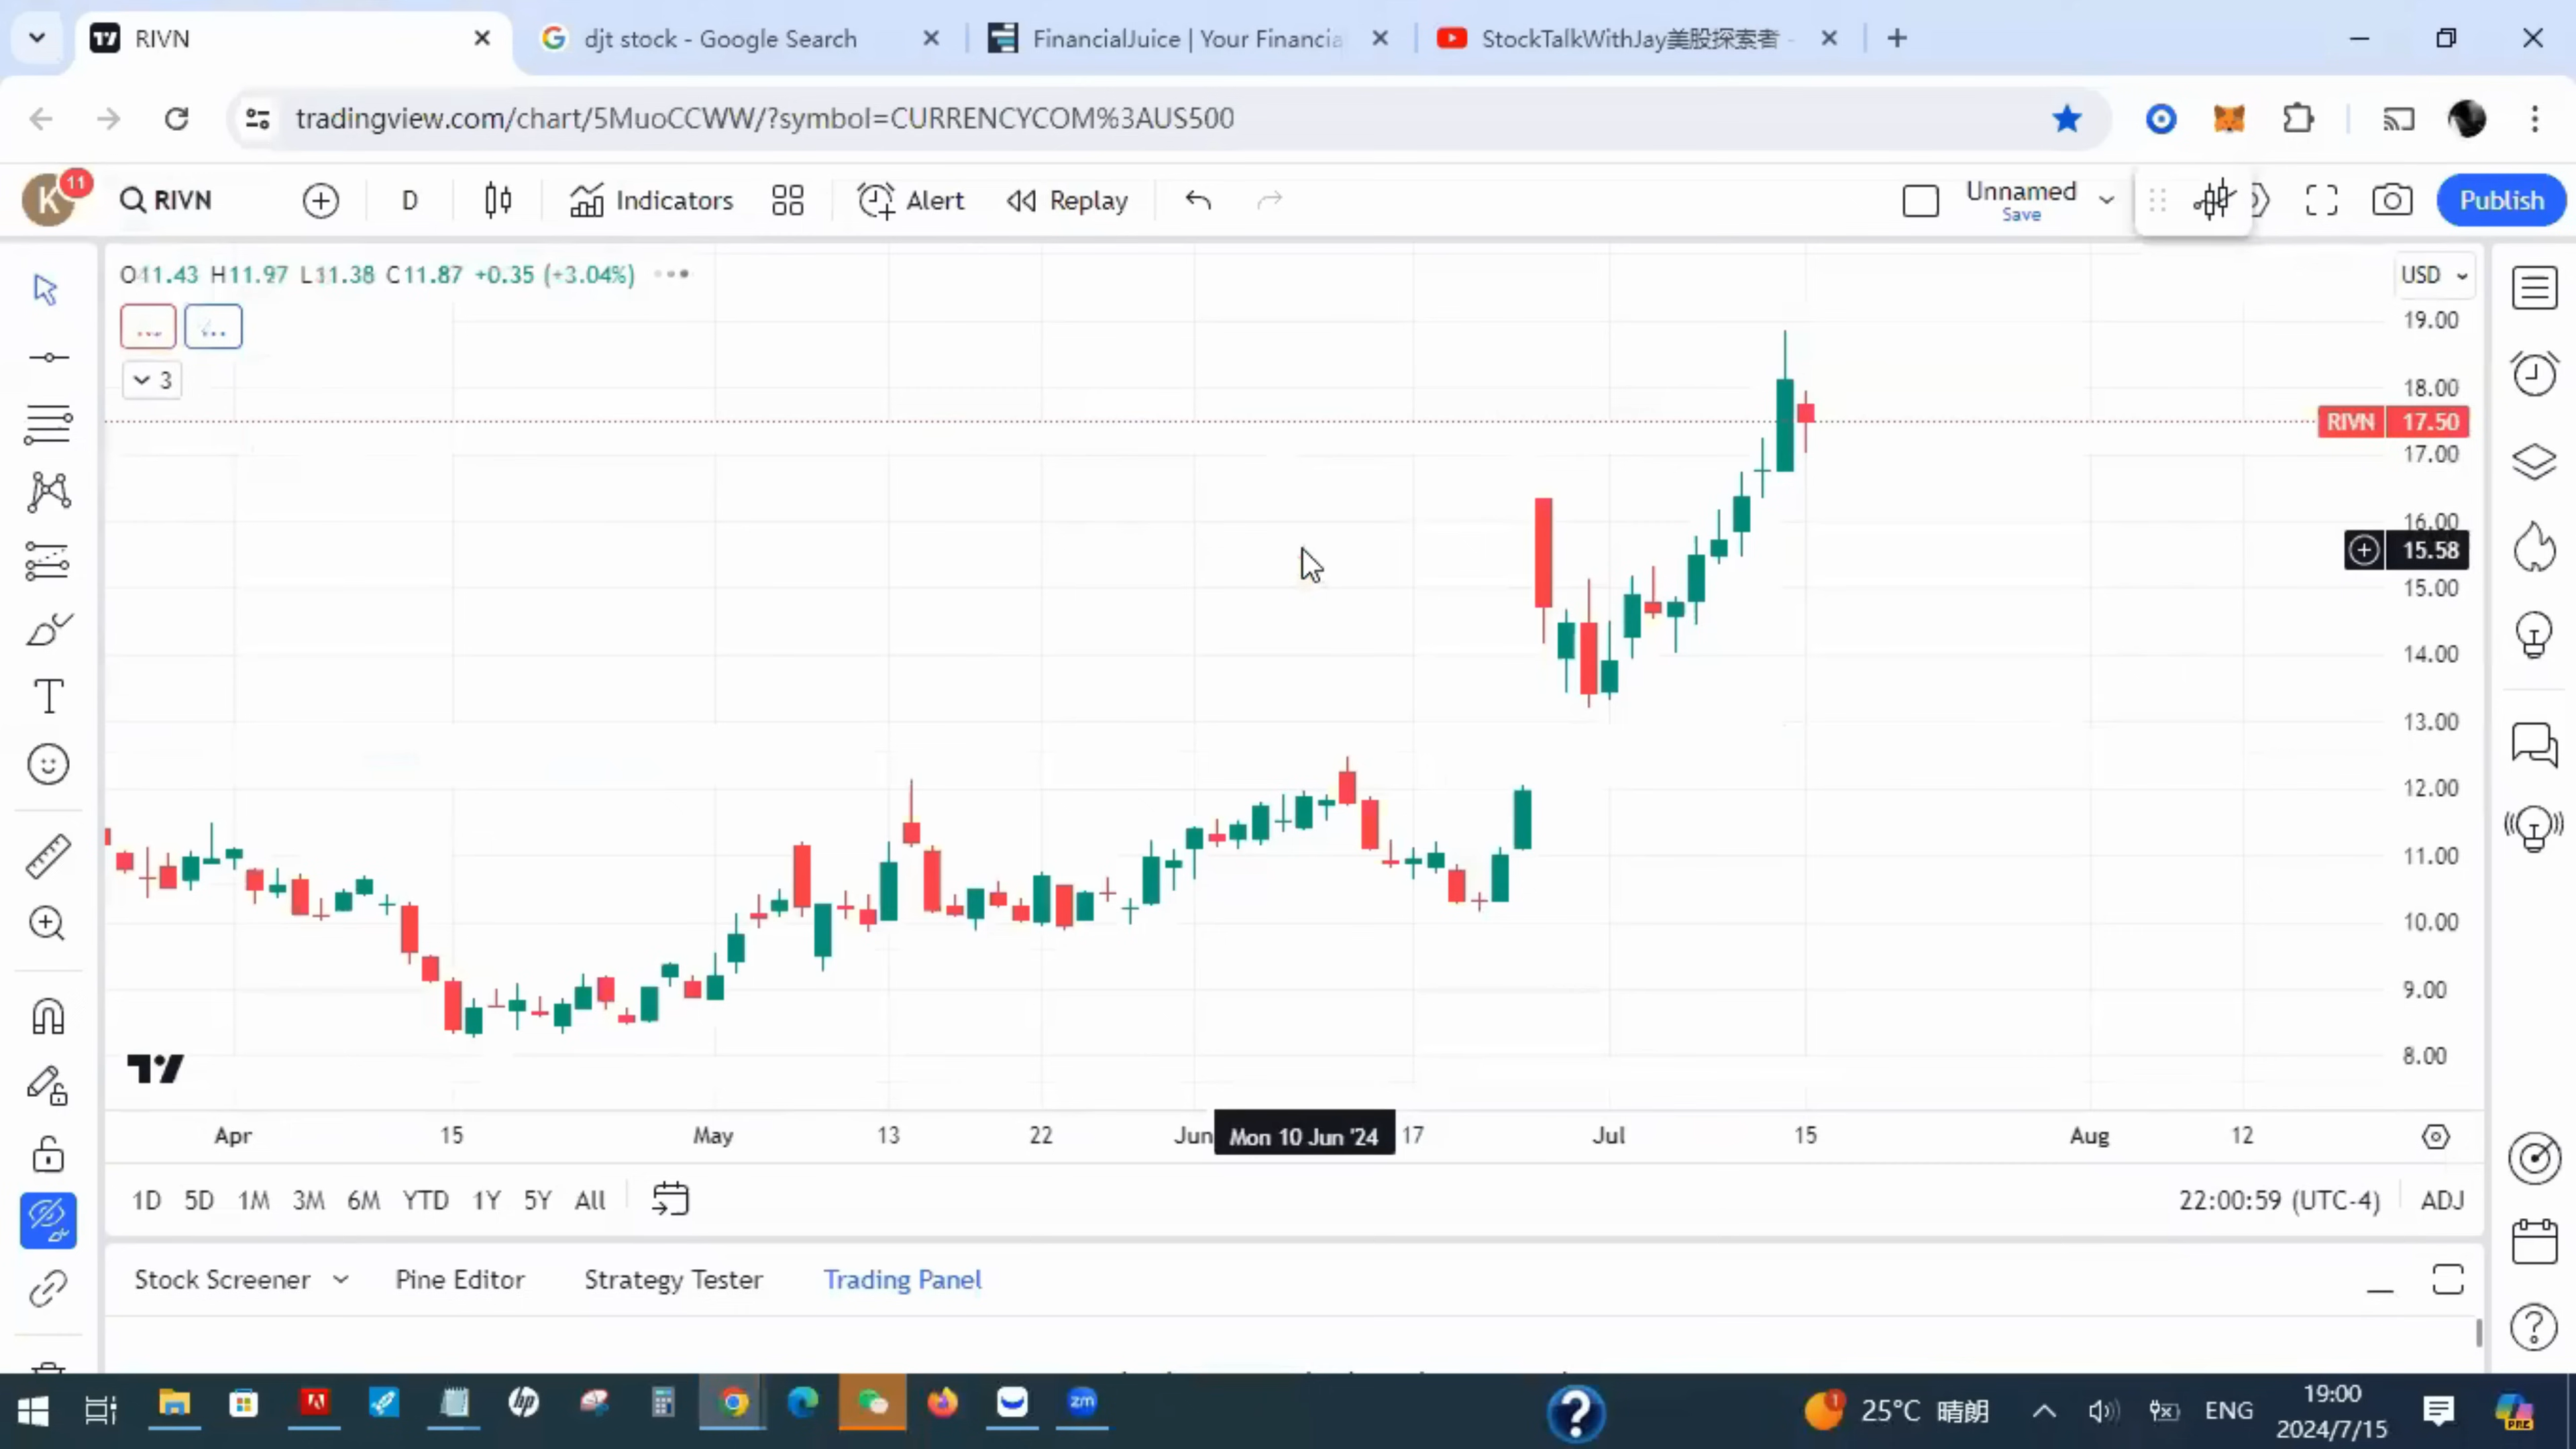 RIVN
djt stock - Google Search
FinancialJuice | Your Financia
StockTalkWithJay美股探索者 -
tradingview.com/chart/5MuoCCWW/?symbol=CURRENCYCOM%3AUS500
K 11 RIVN D Indicators Alert Replay Unnamed Save Publish
O11.43 H11.97 L11.38 C11.87 +0.35 (+3.04%)
USD
3
19.00
18.00
RIVN 17.50
17.00
16.00
15.58
15.00
14.00
13.00
12.00
11.00
10.00
9.00
8.00
Apr 15 May 13 22 Jun Mon 10 Jun '24 17 Jul 15 Aug 12
1D 5D 1M 3M 6M YTD 1Y 5Y All 22:00:59 (UTC-4) ADJ
Stock Screener Pine Editor Strategy Tester Trading Panel
hp zm 1 25°C 晴朗 ENG 19:00
2024/7/15
PRE